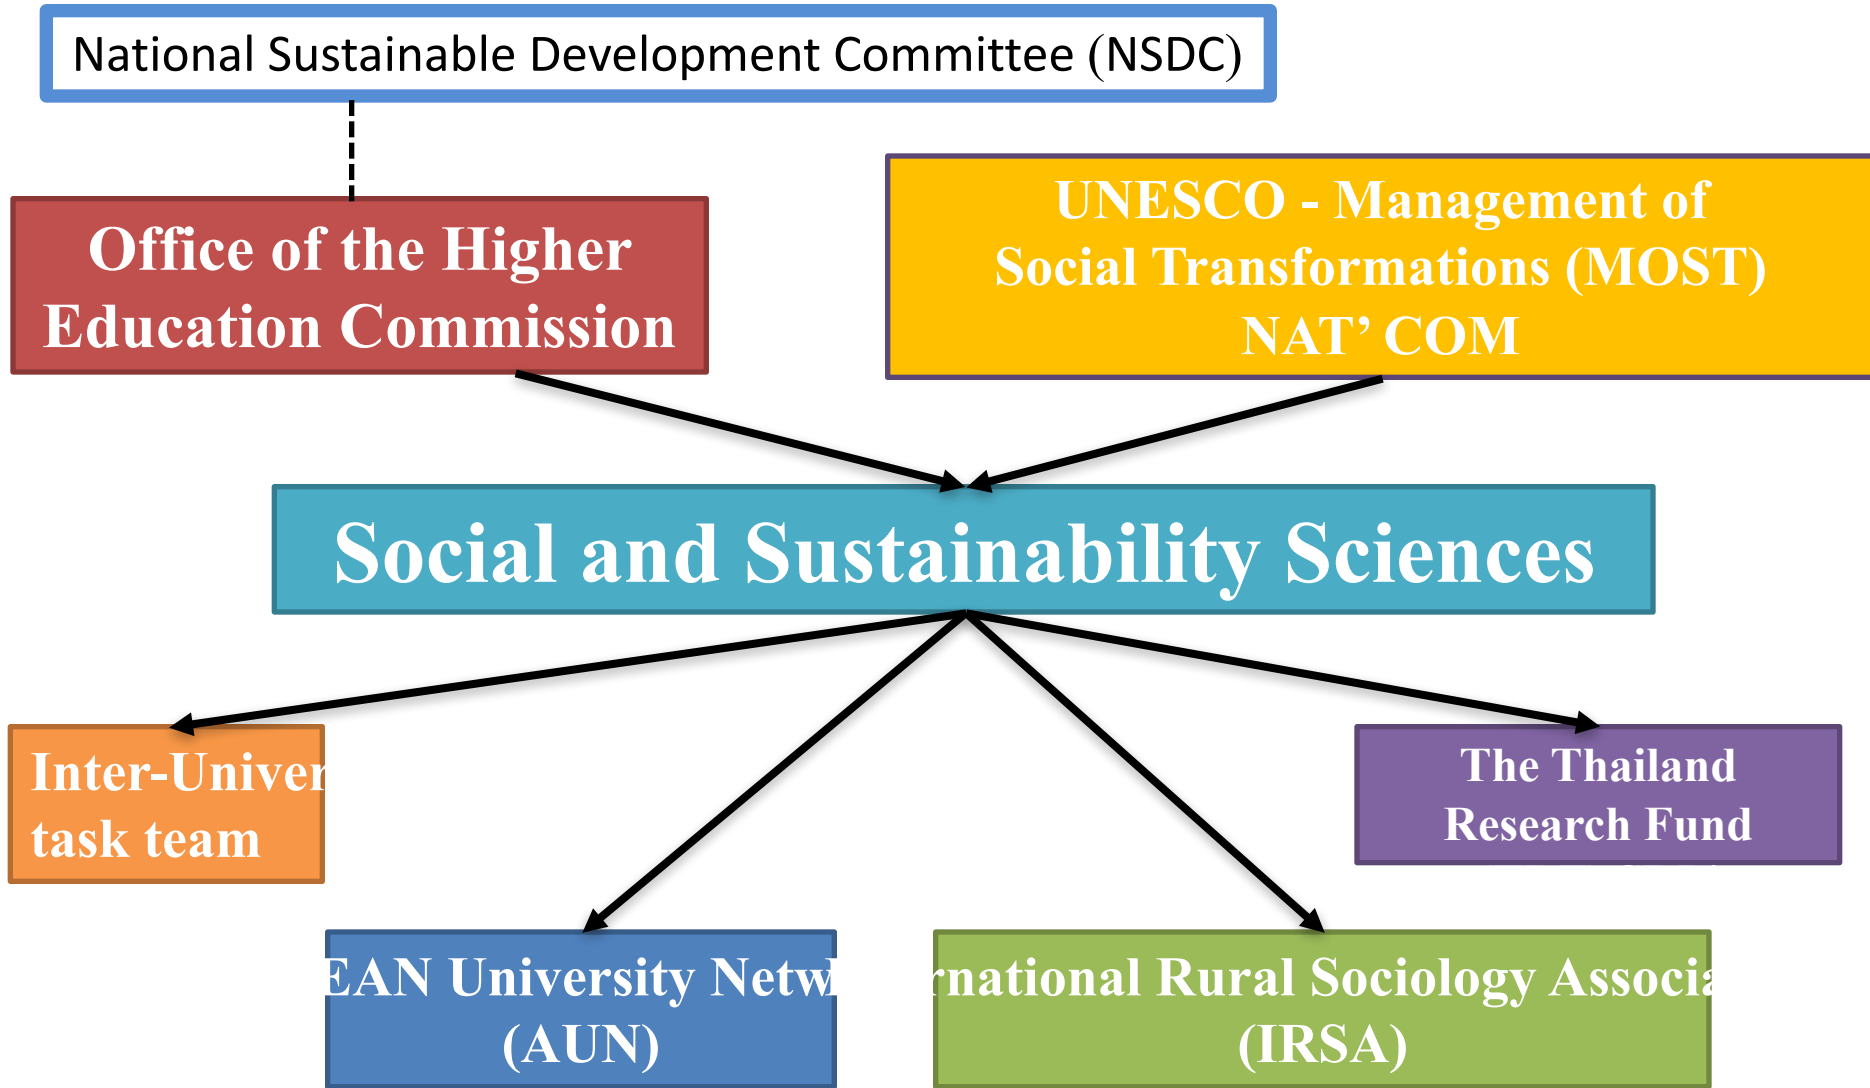 National Sustainable Development Committee (NSDC)
Office of the Higher
Education Commission
UNESCO - Management of
Social Transformations (MOST)
NAT’ COM
Social and Sustainability Sciences
Inter-Univer
task team
The Thailand
Research Fund
EAN University Netw
(AUN)
rnational Rural Sociology Associa
(IRSA)